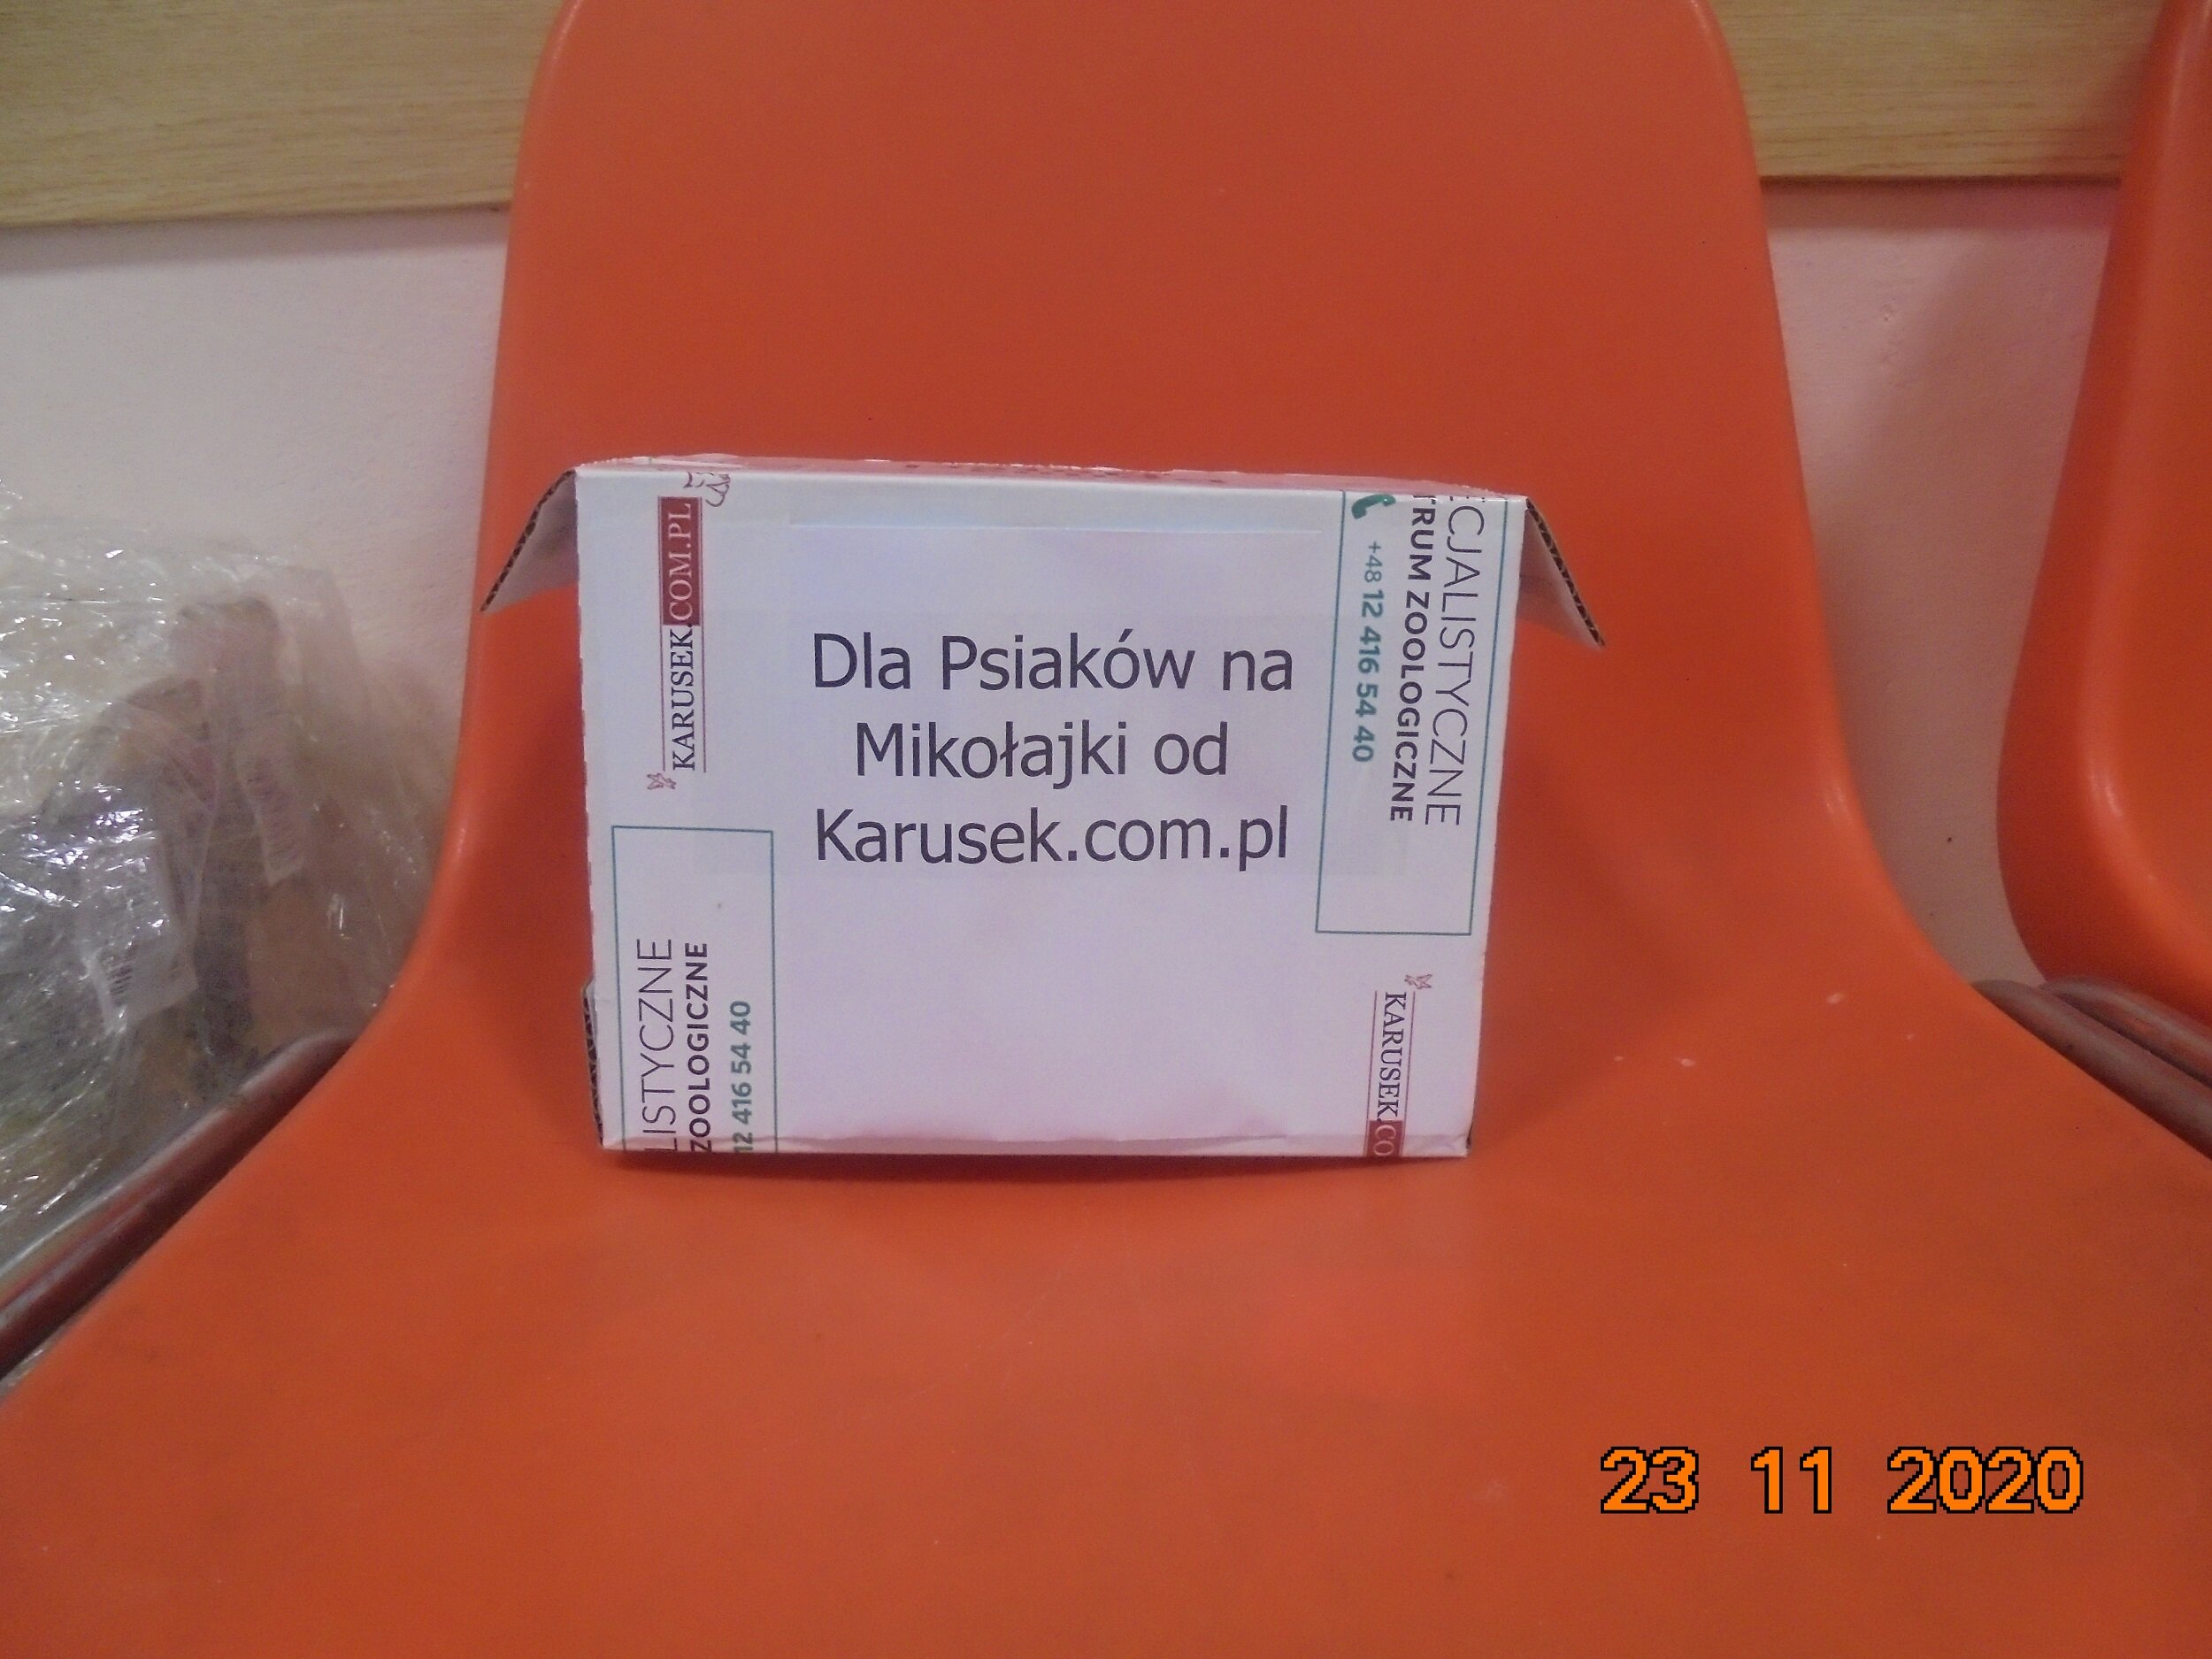 KARUSEK.COM.PL
Dla Psiaków na
Mikołajki od
Karusek.com.pl
CJALISTYCZNE
TRUM ZOOLOGICZNE
+48 12 416 54 40
LISTYCZNE
ZOOLOGICZNE
12 416 54 40
KARUSEK.CO
23 11 2020